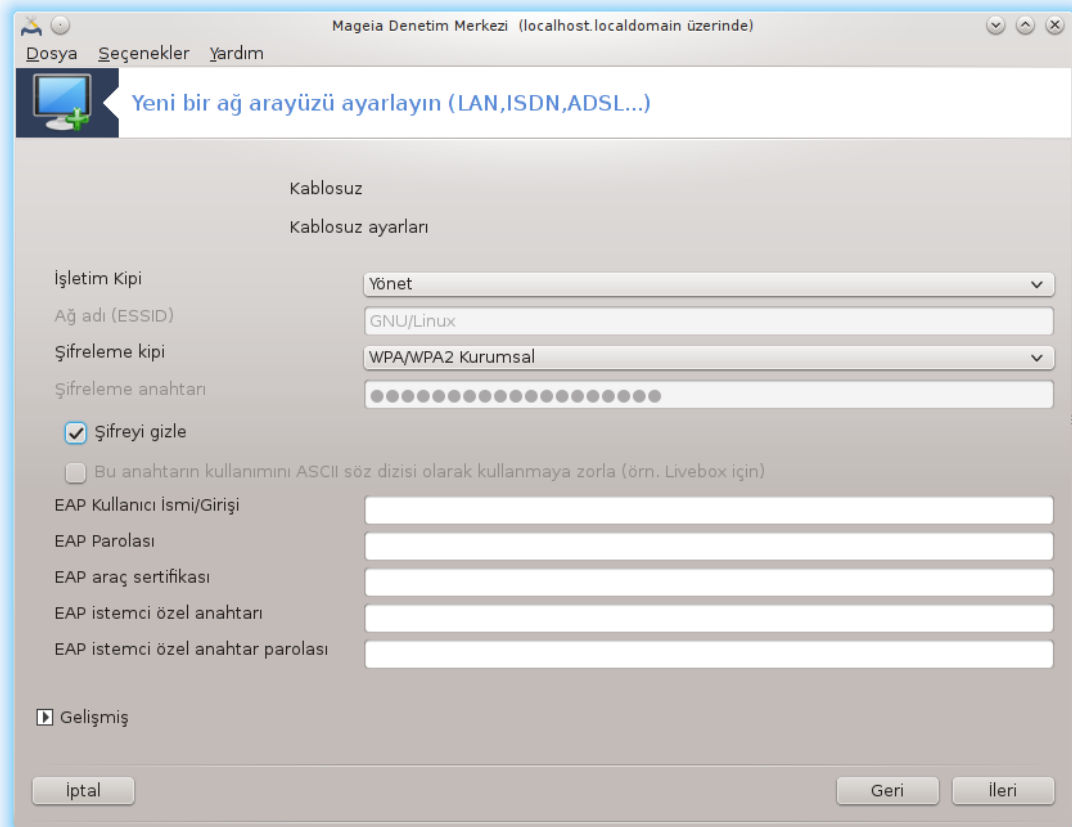 Mageia Denetim Merkezi (localhost.localdomain üzerinde)
Dosya Seçenekler Yardım
Yeni bir ağ arayüzü ayarlayın (LAN,ISDN,ADSL...)
Kablosuz
Kablosuz ayarları
İşletim Kipi Yönet
Ağ adı (ESSID) GNU/Linux
Şifreleme kipi WPA/WPA2 Kurumsal
Şifreleme anahtarı ●●●●●●●●●●●●●●●●●●●
Şifreyi gizle
Bu anahtarın kullanımını ASCII söz dizisi olarak kullanmaya zorla (örn. Livebox için)
EAP Kullanıcı İsmi/Girişi
EAP Parolası
EAP araç sertifikası
EAP istemci özel anahtarı
EAP istemci özel anahtar parolası
Gelişmiş
İptal Geri İleri